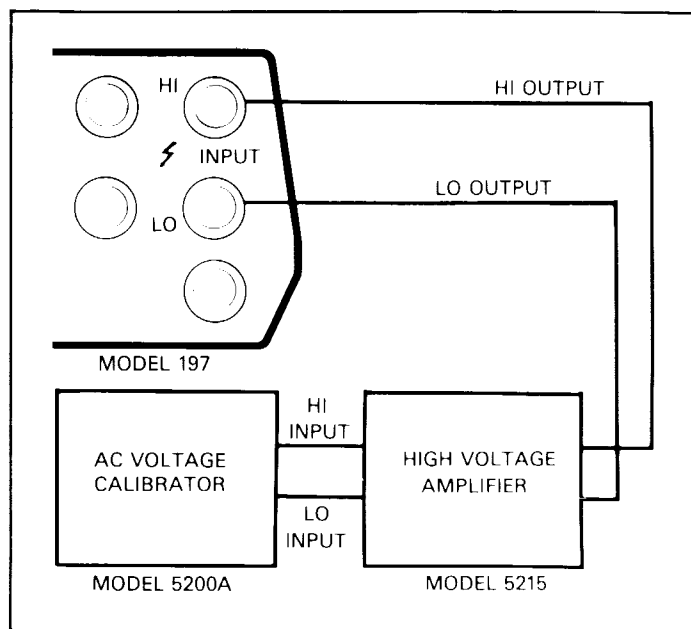 HI
HI OUTPUT
INPUT
LO OUTPUT
LO
MODEL 197
HI
INPUT
AC VOLTAGE
CALIBRATOR
HIGH VOLTAGE
AMPLIFIER
LO
INPUT
MODEL 5200A
MODEL 5215